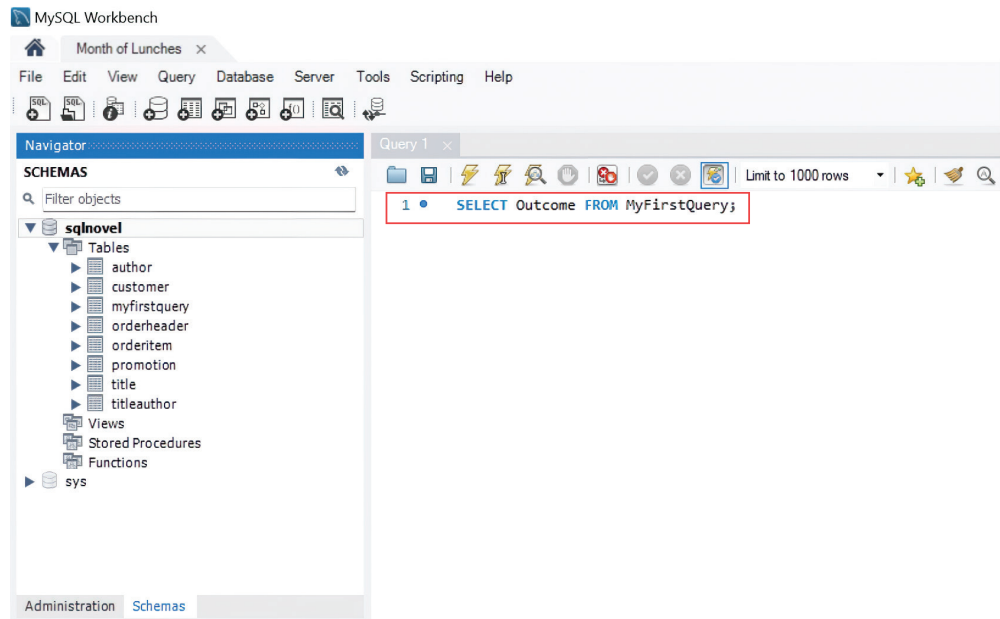 MySQL Workbench
Month of Lunches
File Edit View Query Database Server Tools Scripting Help
SQL SQL
Navigator
SCHEMAS
Filter objects
sqlnovel
Tables
author
customer
myfirstquery
orderheader
orderitem
promotion
title
titleauthor
Views
Stored Procedures
Functions
sys
Administration Schemas
Query 1
Limit to 1000 rows
1 SELECT Outcome FROM MyFirstQuery;